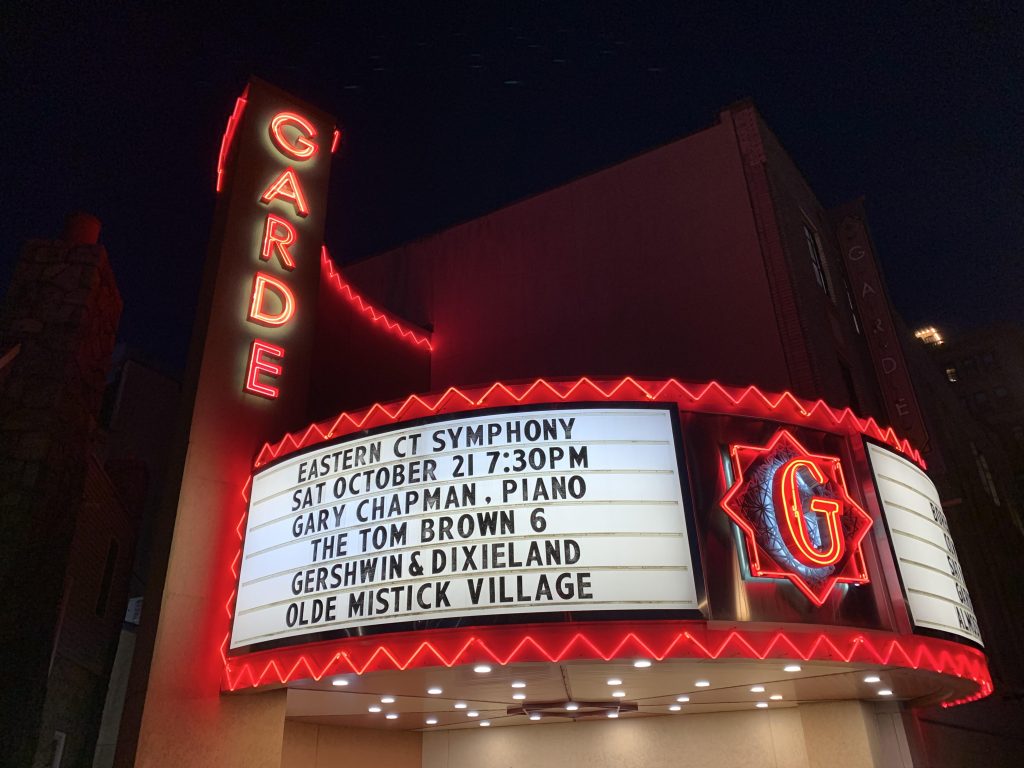 GARDE
EASTERN CT SYMPHONY
SAT OCTOBER 21 7:30PM
GARY CHAPMAN, PIANO
THE TOM BROWN 6
GERSHWIN & DIXIELAND
OLDE MISTICK VILLAGE
G
GARDE